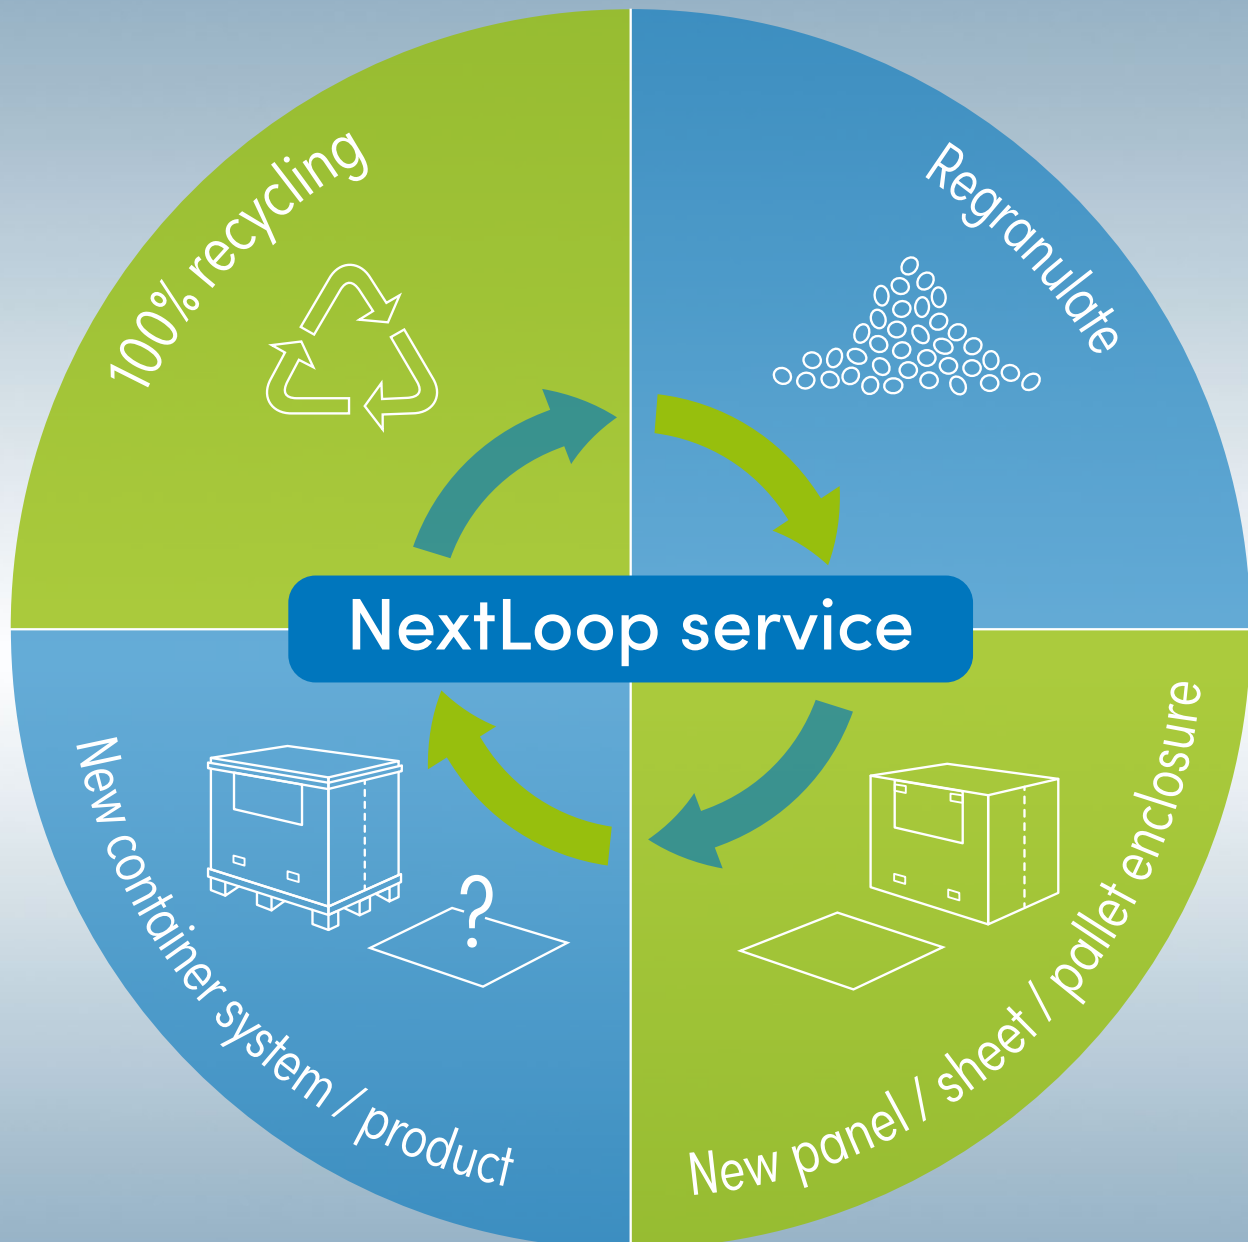 100% recycling
Regranulate
NextLoop service
New container system / product
?
New panel / sheet / pallet enclosure